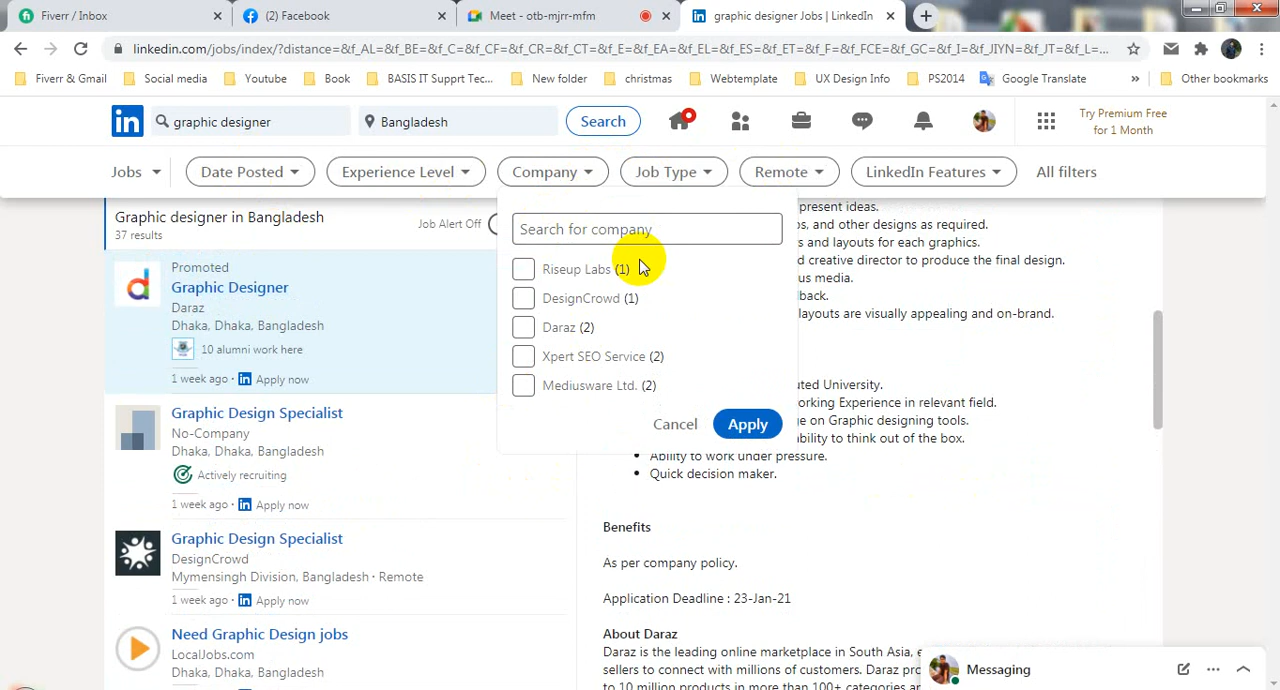 Fiverr / Inbox
(2) Facebook
Meet - otb-mjrr-mfm
graphic designer Jobs | LinkedIn
linkedin.com/jobs/index/?distance=&f_AL=&f_BE=&f_C=&f_CF=&f_CR=&f_CT=&f_E=&f_EA=&f_EL=&f_ES=&f_ET=&f_F=&f_FCE=&f_GC=&f_I=&f_JIYN=&f_JT=&f_L=...
Fiverr & Gmail
Social media
Youtube
Book
BASIS IT Supprt Tec...
New folder
christmas
Webtemplate
UX Design Info
PS2014
Google Translate
»
Other bookmarks
in
graphic designer
Bangladesh
Search
Try Premium Free
for 1 Month
Jobs
Date Posted
Experience Level
Company
Job Type
Remote
LinkedIn Features
All filters
Graphic designer in Bangladesh
37 results
Job Alert Off
Promoted
Graphic Designer
Daraz
Dhaka, Dhaka, Bangladesh
10 alumni work here
1 week ago · in Apply now
Graphic Design Specialist
No-Company
Dhaka, Dhaka, Bangladesh
Actively recruiting
1 week ago · in Apply now
Graphic Design Specialist
DesignCrowd
Mymensingh Division, Bangladesh · Remote
1 week ago · in Apply now
Need Graphic Design jobs
LocalJobs.com
Dhaka, Dhaka, Bangladesh
Search for company
Riseup Labs (1)
DesignCrowd (1)
Daraz (2)
Xpert SEO Service (2)
Mediusware Ltd. (2)
Cancel
Apply
present ideas.
os, and other designs as required.
s and layouts for each graphics.
d creative director to produce the final design.
us media.
back.
layouts are visually appealing and on-brand.
uted University.
orking Experience in relevant field.
e on Graphic designing tools.
ability to think out of the box.
• Ability to work under pressure.
• Quick decision maker.
Benefits
As per company policy.
Application Deadline : 23-Jan-21
About Daraz
Daraz is the leading online marketplace in South Asia, e
sellers to connect with millions of customers. Daraz pro
to 10 million products in more than 100+ categories a
Messaging